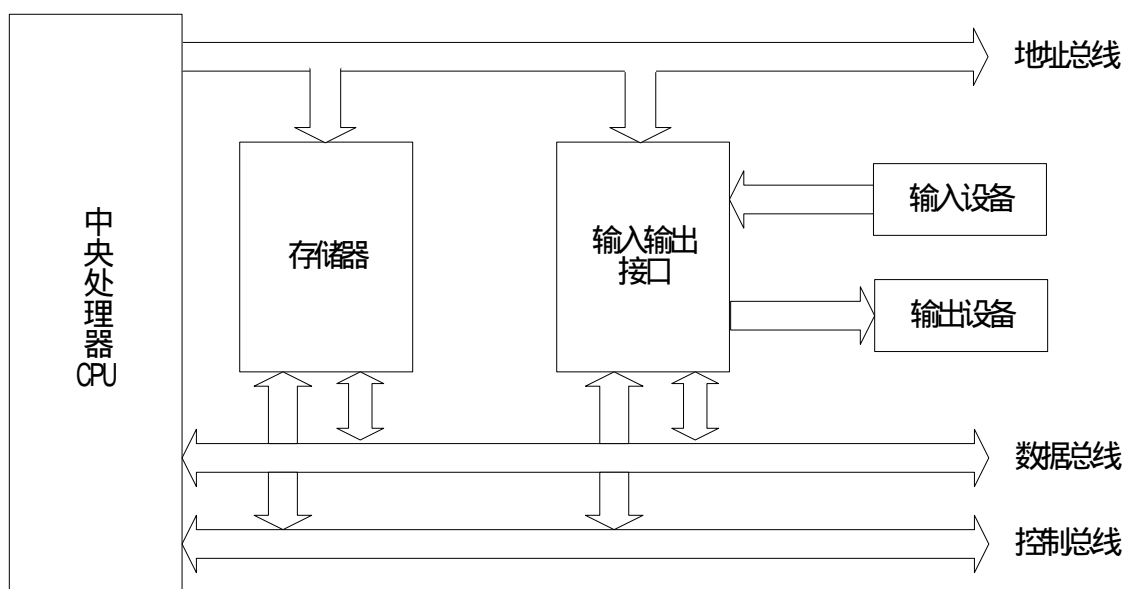 地址总线
中央处理器
CPU
存储器
输入输出
接口
输入设备
输出设备
数据总线
控制总线